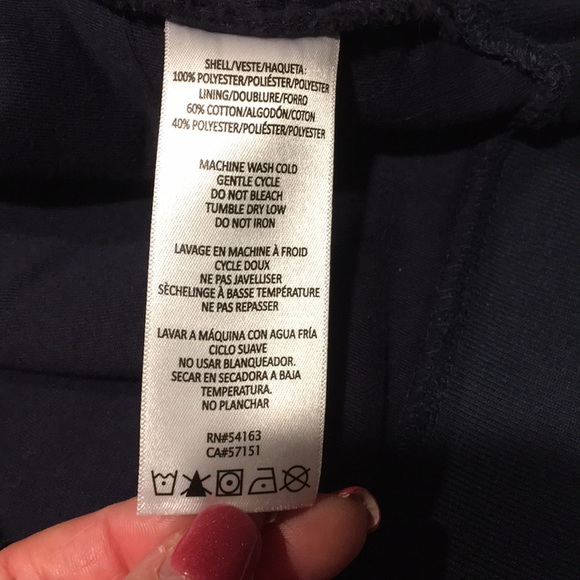 SHELL/VESTE/HAQUETA:
100% POLYESTER/POLIÉSTER/POLYESTER
LINING/DOUBLURE/FORRO
60% COTTON/ALGODÓN/COTON
40% POLYESTER/POLIÉSTER/POLYESTER
MACHINE WASH COLD
GENTLE CYCLE
DO NOT BLEACH
TUMBLE DRY LOW
DO NOT IRON
LAVAGE EN MACHINE À FROID
CYCLE DOUX
NE PAS JAVELLISER
SÈCHELINGE À BASSE TEMPÉRATURE
NE PAS REPASSER
LAVAR A MÁQUINA CON AGUA FRÍA
CICLO SUAVE
NO USAR BLANQUEADOR.
SECAR EN SECADORA A BAJA
TEMPERATURA.
NO PLANCHAR
RN#54163
CA#57151